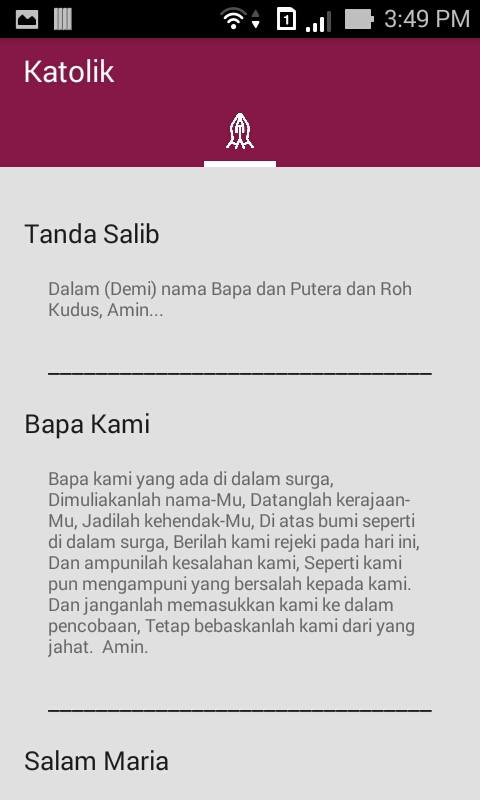 1 3:49 PM
Katolik
Tanda Salib
Dalam (Demi) nama Bapa dan Putera dan Roh
Kudus, Amin...
Bapa Kami
Bapa kami yang ada di dalam surga,
Dimuliakanlah nama-Mu, Datanglah kerajaan-
Mu, Jadilah kehendak-Mu, Di atas bumi seperti
di dalam surga, Berilah kami rejeki pada hari ini,
Dan ampunilah kesalahan kami, Seperti kami
pun mengampuni yang bersalah kepada kami.
Dan janganlah memasukkan kami ke dalam
pencobaan, Tetap bebaskanlah kami dari yang
jahat.  Amin.
Salam Maria